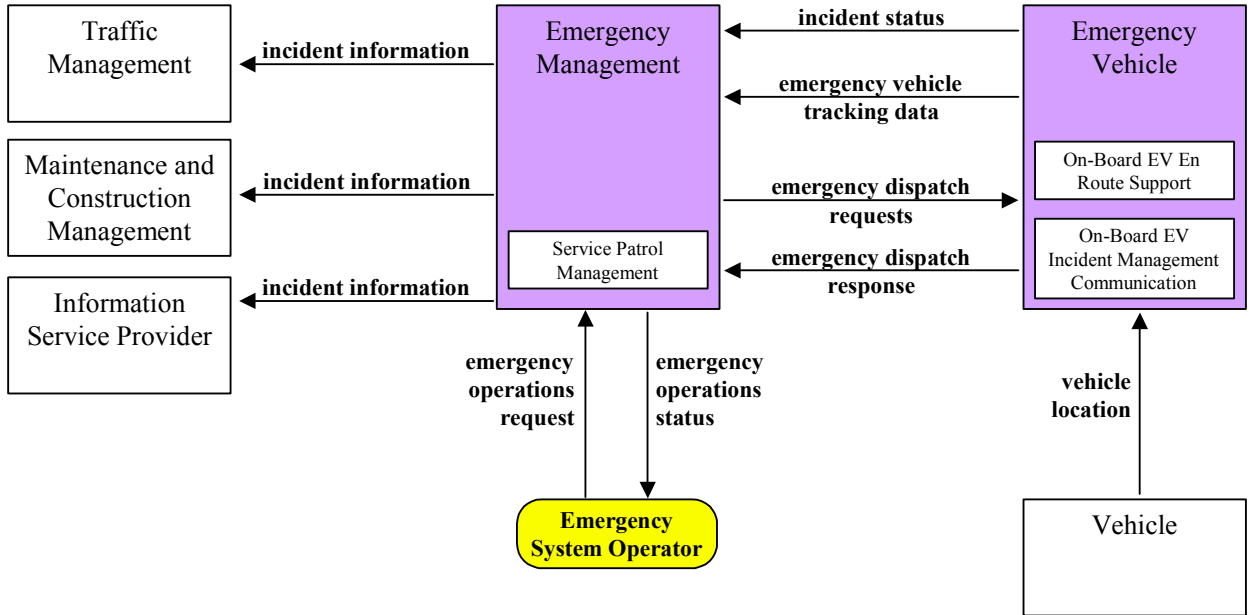 Traffic
Management
incident information
Emergency
Management
incident status
Emergency
Vehicle
emergency vehicle
tracking data
Maintenance and
Construction
Management
incident information
emergency dispatch
requests
On-Board EV En
Route Support
Service Patrol
Management
emergency dispatch
response
On-Board EV
Incident Management
Communication
Information
Service Provider
incident information
emergency
operations
request
emergency
operations
status
vehicle
location
Emergency
System Operator
Vehicle